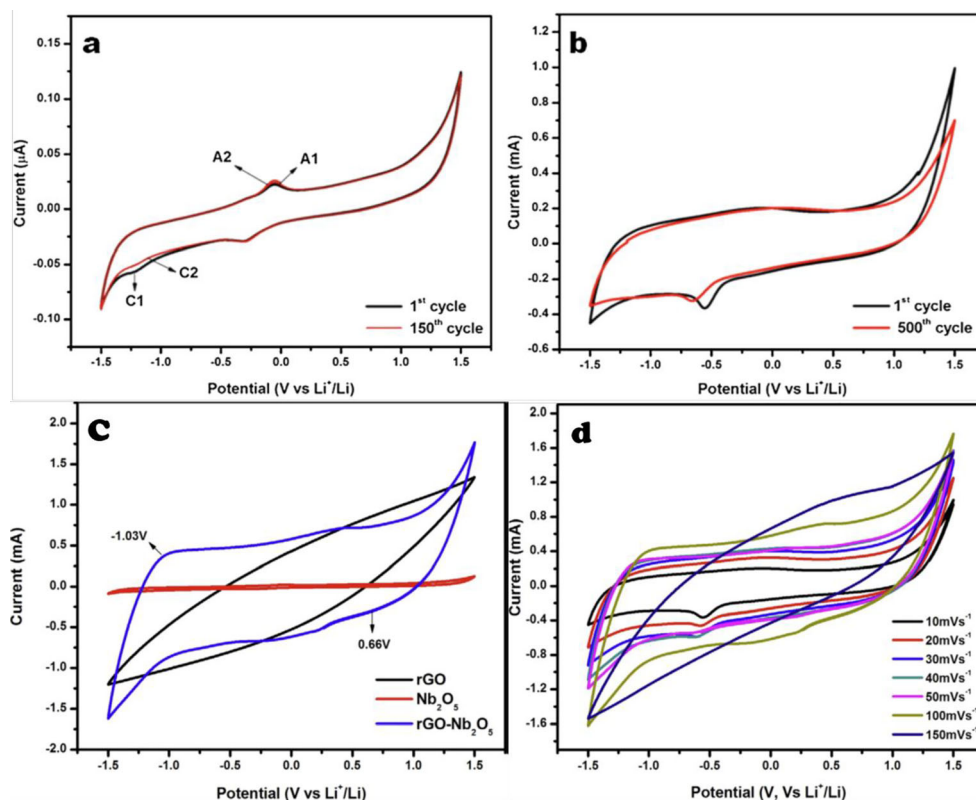 a
0.15
0.10
0.05
0.00
-0.05
-0.10
Current (μA)
A2
A1
C2
C1
1st cycle
150th cycle
-1.5 -1.0 -0.5 0.0 0.5 1.0 1.5
Potential (V vs Li+/Li)
b
1.2
1.0
0.8
0.6
0.4
0.2
0.0
-0.2
-0.4
-0.6
Current (mA)
1st cycle
500th cycle
-1.5 -1.0 -0.5 0.0 0.5 1.0 1.5
Potential (V vs Li+/Li)
c
2.0
1.5
1.0
0.5
0.0
-0.5
-1.0
-1.5
-2.0
Current (mA)
-1.03V
0.66V
rGO
Nb2O5
rGO-Nb2O5
-1.5 -1.0 -0.5 0.0 0.5 1.0 1.5
Potential (V vs Li+/Li)
d
2.0
1.6
1.2
0.8
0.4
0.0
-0.4
-0.8
-1.2
-1.6
Current (mA)
10mVs-1
20mVs-1
30mVs-1
40mVs-1
50mVs-1
100mVs-1
150mVs-1
-1.5 -1.0 -0.5 0.0 0.5 1.0 1.5
Potential (V, Vs Li+/Li)